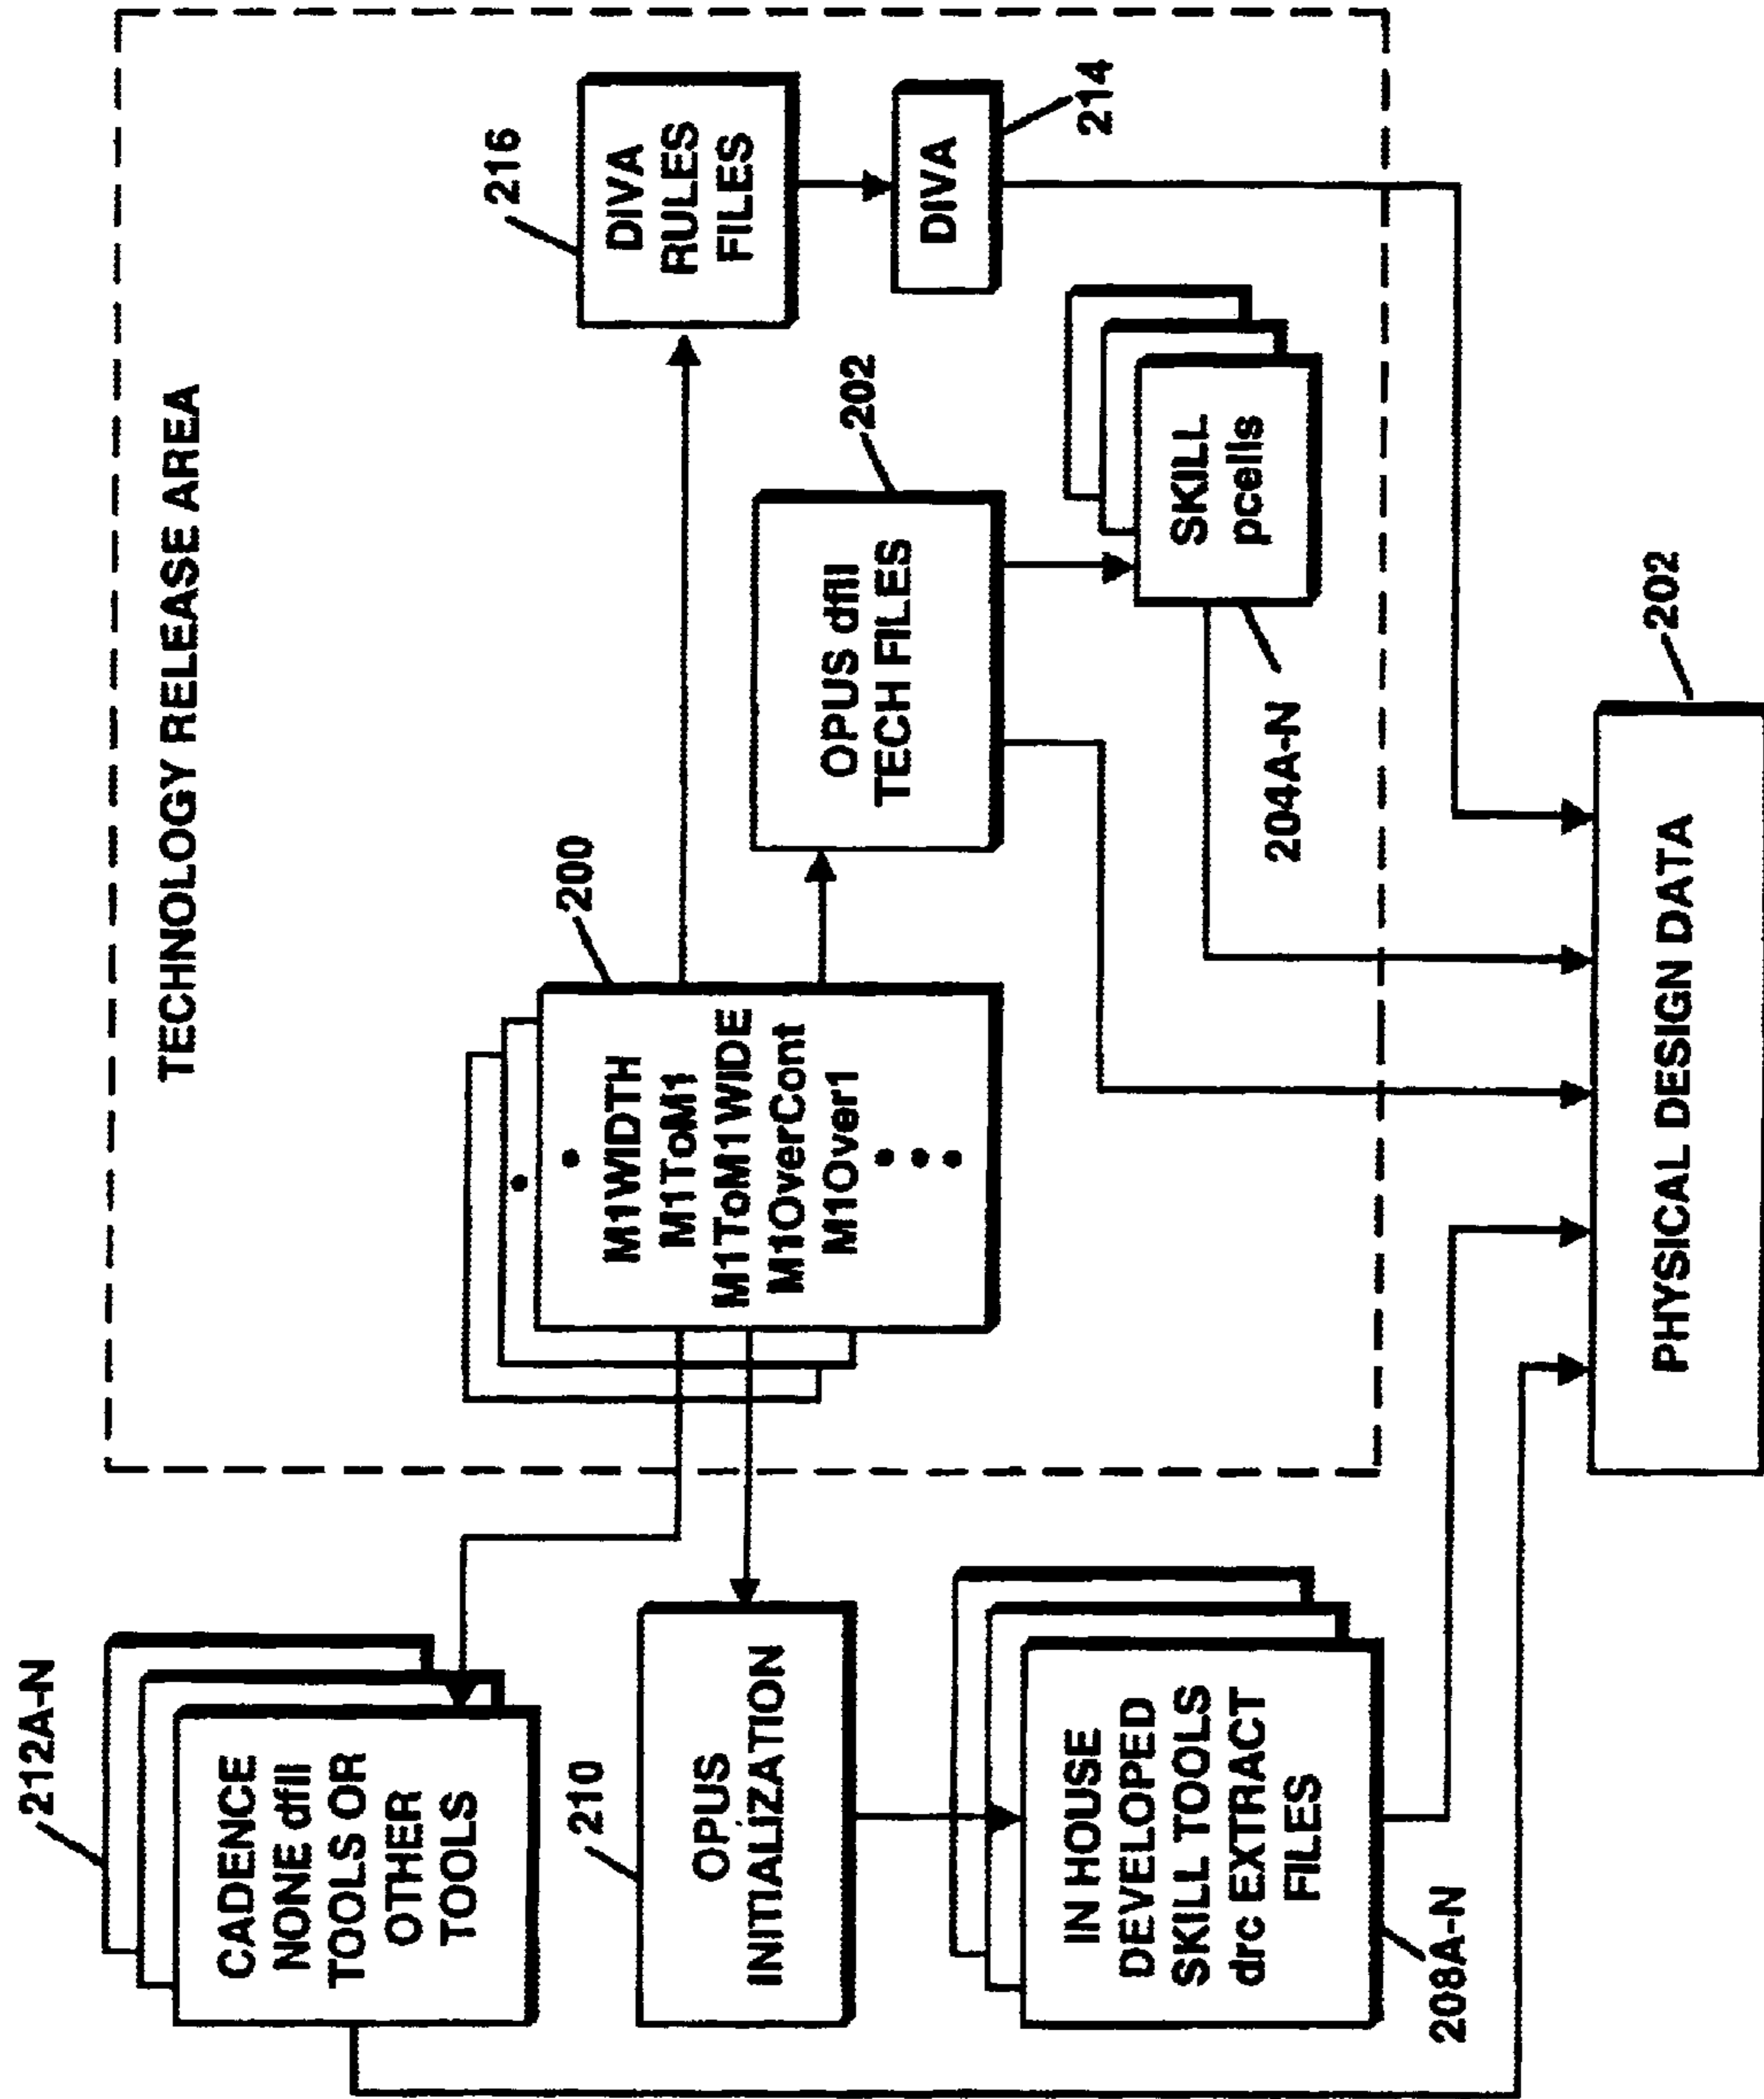 TECHNOLOGY RELEASE AREA
212A-N
CADENCE
NONE dfII
TOOLS OR
OTHER
TOOLS
210
OPUS
INITIALIZATION
IN HOUSE
DEVELOPED
SKILL TOOLS
drc EXTRACT
FILES
208A-N
200
M1WIDTH
M1ToM1
M1ToM1WIDE
M1OverCont
M1Over1
202
OPUS dfII
TECH FILES
216
DIVA
RULES
FILES
DIVA
214
SKILL
pcells
204A-N
PHYSICAL DESIGN DATA
202